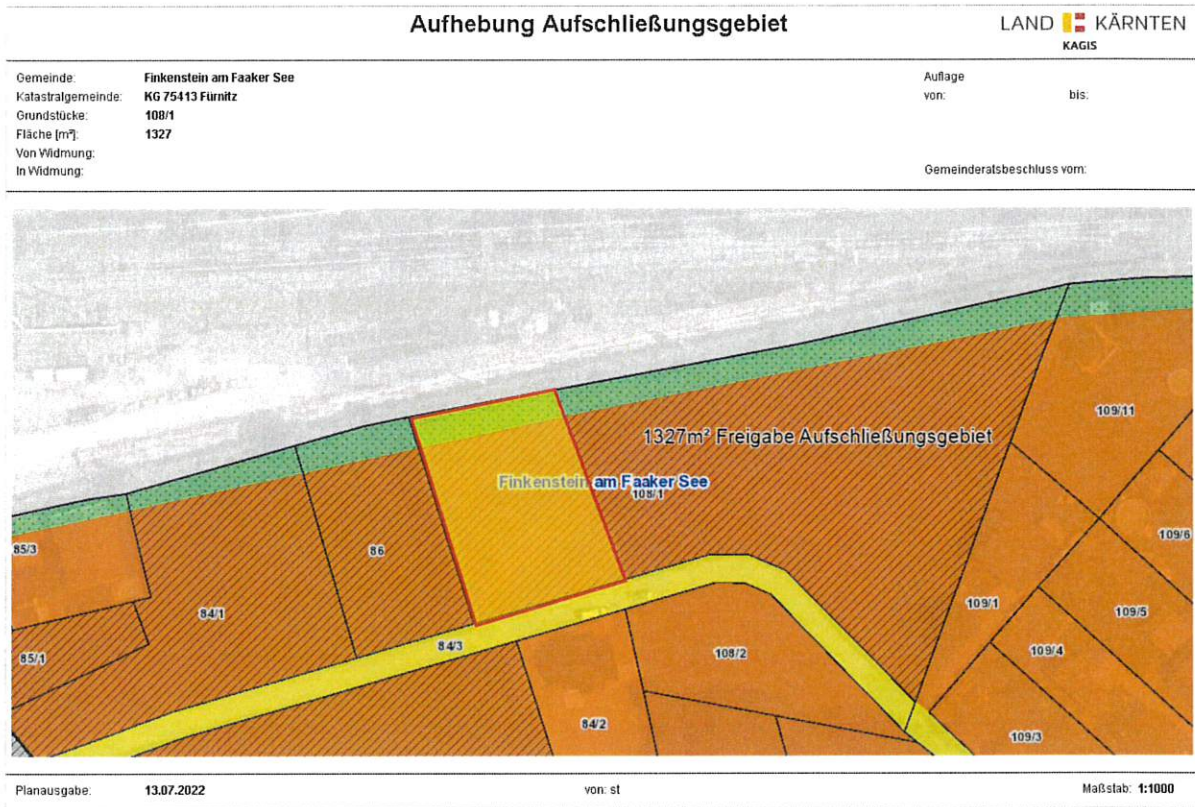 Aufhebung Aufschließungsgebiet
LAND KÄRNTEN
KAGIS
Gemeinde: Finkenstein am Faaker See
Katastralgemeinde: KG 75413 Fürnitz
Grundstücke: 108/1
Fläche [m²]: 1327
Von Widmung:
In Widmung:
Auflage
von: bis:
Gemeinderatsbeschluss vom:
109/11
1327m² Freigabe Aufschließungsgebiet
Finkenstein am Faaker See
108/1
109/6
85/3
86
84/1
109/1
109/5
84/3
108/2
109/4
85/1
84/2
109/3
Planausgabe: 13.07.2022 von: st Maßstab: 1:1000